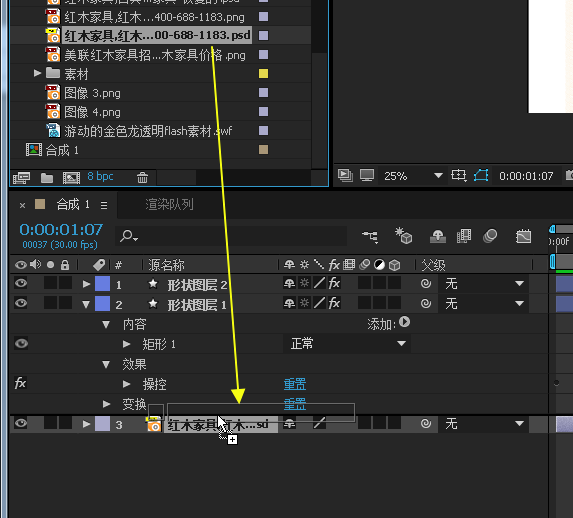 红木家具,红木...400-688-1183.png
红木家具,红木...00-688-1183.psd
美联红木家具招...木家具价格.png
素材
图像 3.png
图像 4.png
游动的金色龙透明flash素材.swf
合成 1
8 bpc
25%
0:00:01:07
× 合成 1
渲染队列
0:00:01:07
00037 (30.00 fps)
:00f
# 源名称 fx 父级
1 形状图层 2 fx 无
2 形状图层 1 fx 无
内容 添加:
矩形 1 正常
效果
fx 操控 重置
变换 重置
3 红木家具,红木...sd 无